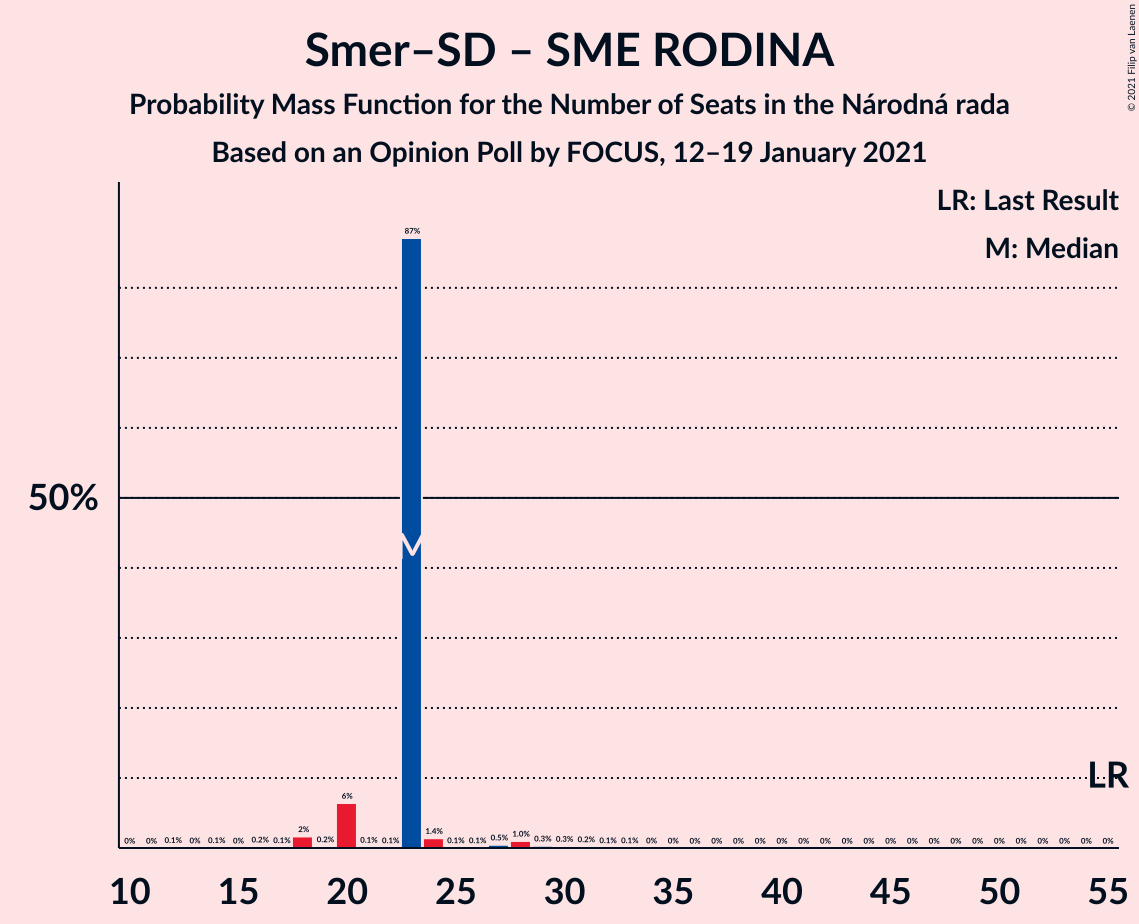 Smer–SD – SME RODINA
Probability Mass Function for the Number of Seats in the Národná rada
Based on an Opinion Poll by FOCUS, 12–19 January 2021
© 2021 Filip van Laenen
LR: Last Result
M: Median
87%
50%
M
LR
0% 0% 0.1% 0% 0.1% 0% 0.2% 0.1% 2% 0.2% 6% 0.1% 0.1% 1.4% 0.1% 0.1% 0.5% 1.0% 0.3% 0.3% 0.2% 0.1% 0.1% 0% 0% 0% 0% 0% 0% 0% 0% 0% 0% 0% 0% 0% 0% 0% 0% 0% 0% 0% 0% 0% 0%
10 15 20 25 30 35 40 45 50 55